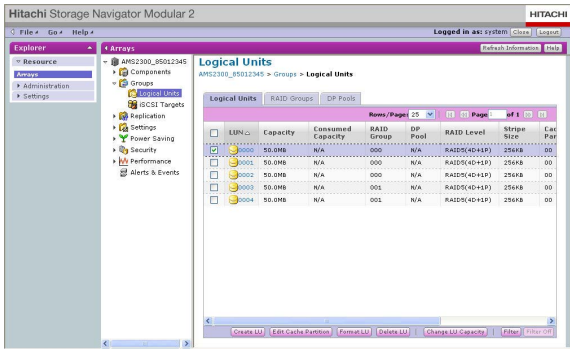 Hitachi Storage Navigator Modular 2
HITACHI
File Go Help
Logged in as: system Close Logout
Explorer
Arrays
Refresh Information Help
Resource
Arrays
Administration
Settings
AMS2300_85012345
Components
Groups
Logical Units
iSCSI Targets
Replication
Settings
Power Saving
Security
Performance
Alerts & Events
Logical Units
AMS2300_85012345 > Groups > Logical Units
Logical Units RAID Groups DP Pools
Rows/Page: 25 Page 1 of 1
LUN Capacity Consumed Capacity RAID Group DP Pool RAID Level Stripe Size Cac Par
0000 50.0MB N/A 000 N/A RAID5(4D+1P) 256KB 00
0001 50.0MB N/A 000 N/A RAID5(4D+1P) 256KB 00
0002 50.0MB N/A 000 N/A RAID5(4D+1P) 256KB 00
0003 50.0MB N/A 001 N/A RAID5(4D+1P) 256KB 00
0004 50.0MB N/A 001 N/A RAID5(4D+1P) 256KB 00
Create LU Edit Cache Partition Format LU Delete LU Change LU Capacity Filter Filter Off